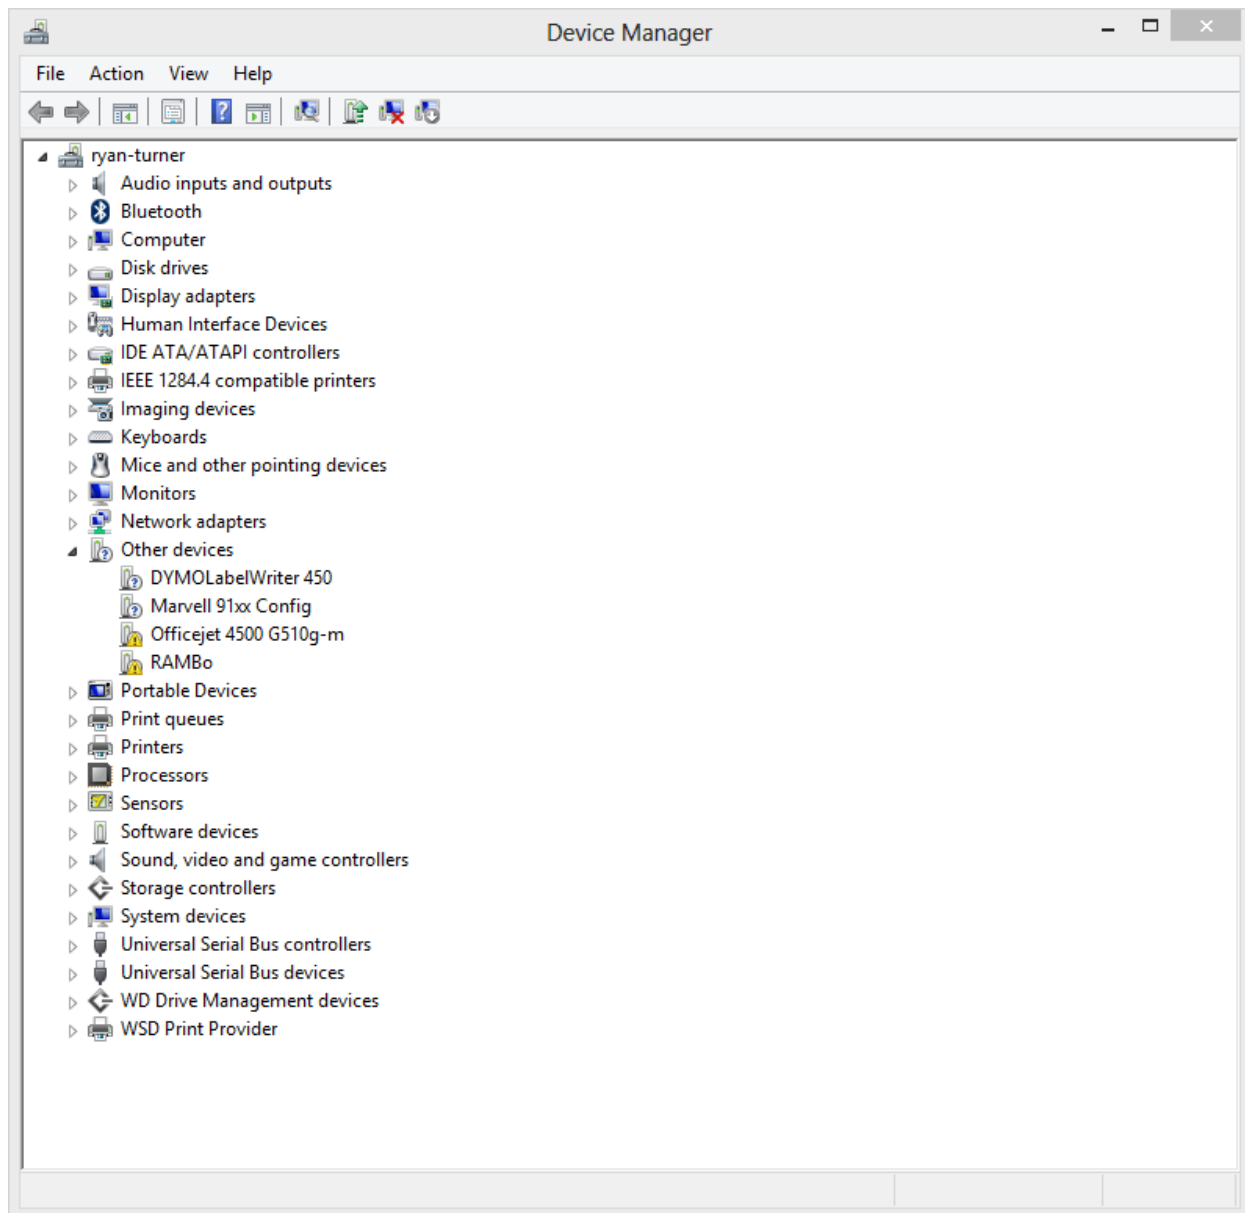 Device Manager
File Action View Help
ryan-turner
Audio inputs and outputs
Bluetooth
Computer
Disk drives
Display adapters
Human Interface Devices
IDE ATA/ATAPI controllers
IEEE 1284.4 compatible printers
Imaging devices
Keyboards
Mice and other pointing devices
Monitors
Network adapters
Other devices
DYMOLabelWriter 450
Marvell 91xx Config
Officejet 4500 G510g-m
RAMBo
Portable Devices
Print queues
Printers
Processors
Sensors
Software devices
Sound, video and game controllers
Storage controllers
System devices
Universal Serial Bus controllers
Universal Serial Bus devices
WD Drive Management devices
WSD Print Provider